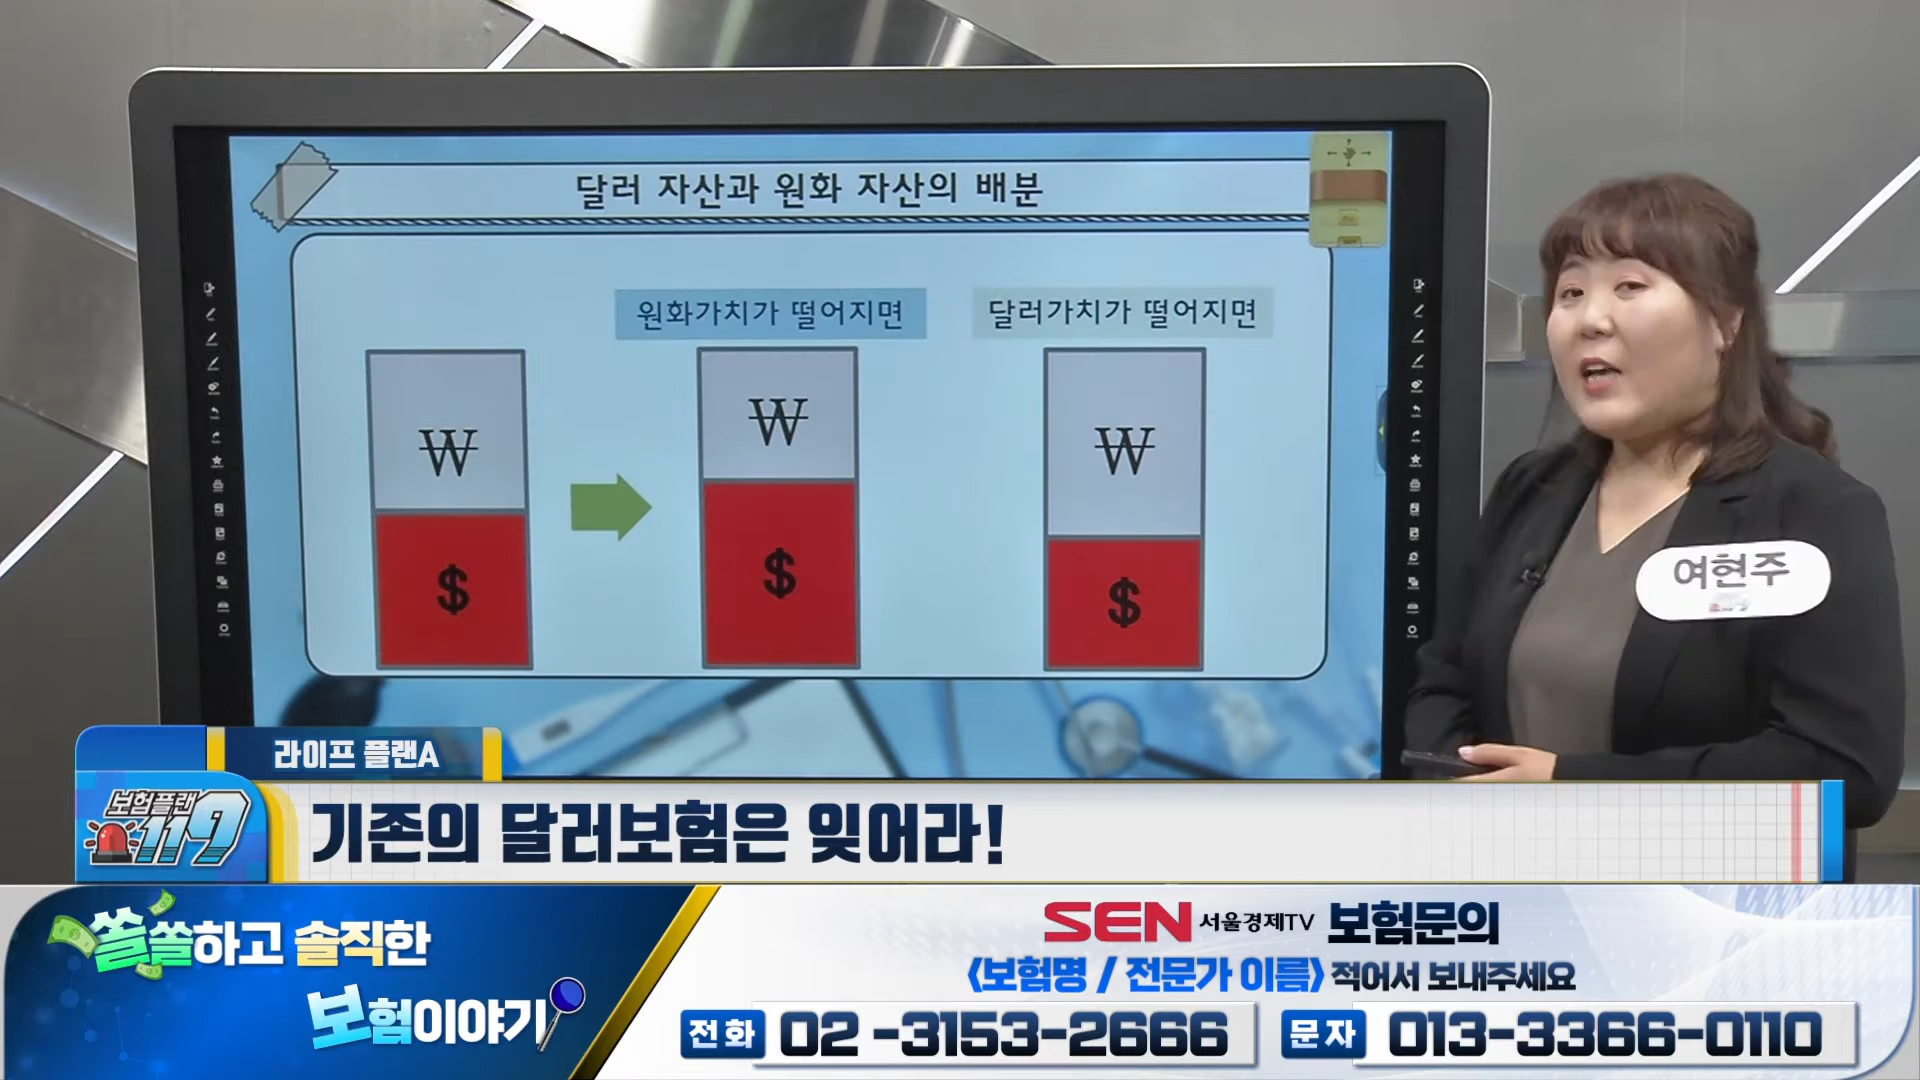 달러 자산과 원화 자산의 배분
원화가치가 떨어지면
달러가치가 떨어지면
₩
₩
₩
$
$
$
여현주
라이프 플랜A
보험플랜
119
기존의 달러보험은 잊어라!
쏠쏠하고 솔직한
보험이야기
SEN 서울경제TV 보험문의
<보험명 / 전문가 이름> 적어서 보내주세요
전화 02-3153-2666
문자 013-3366-0110